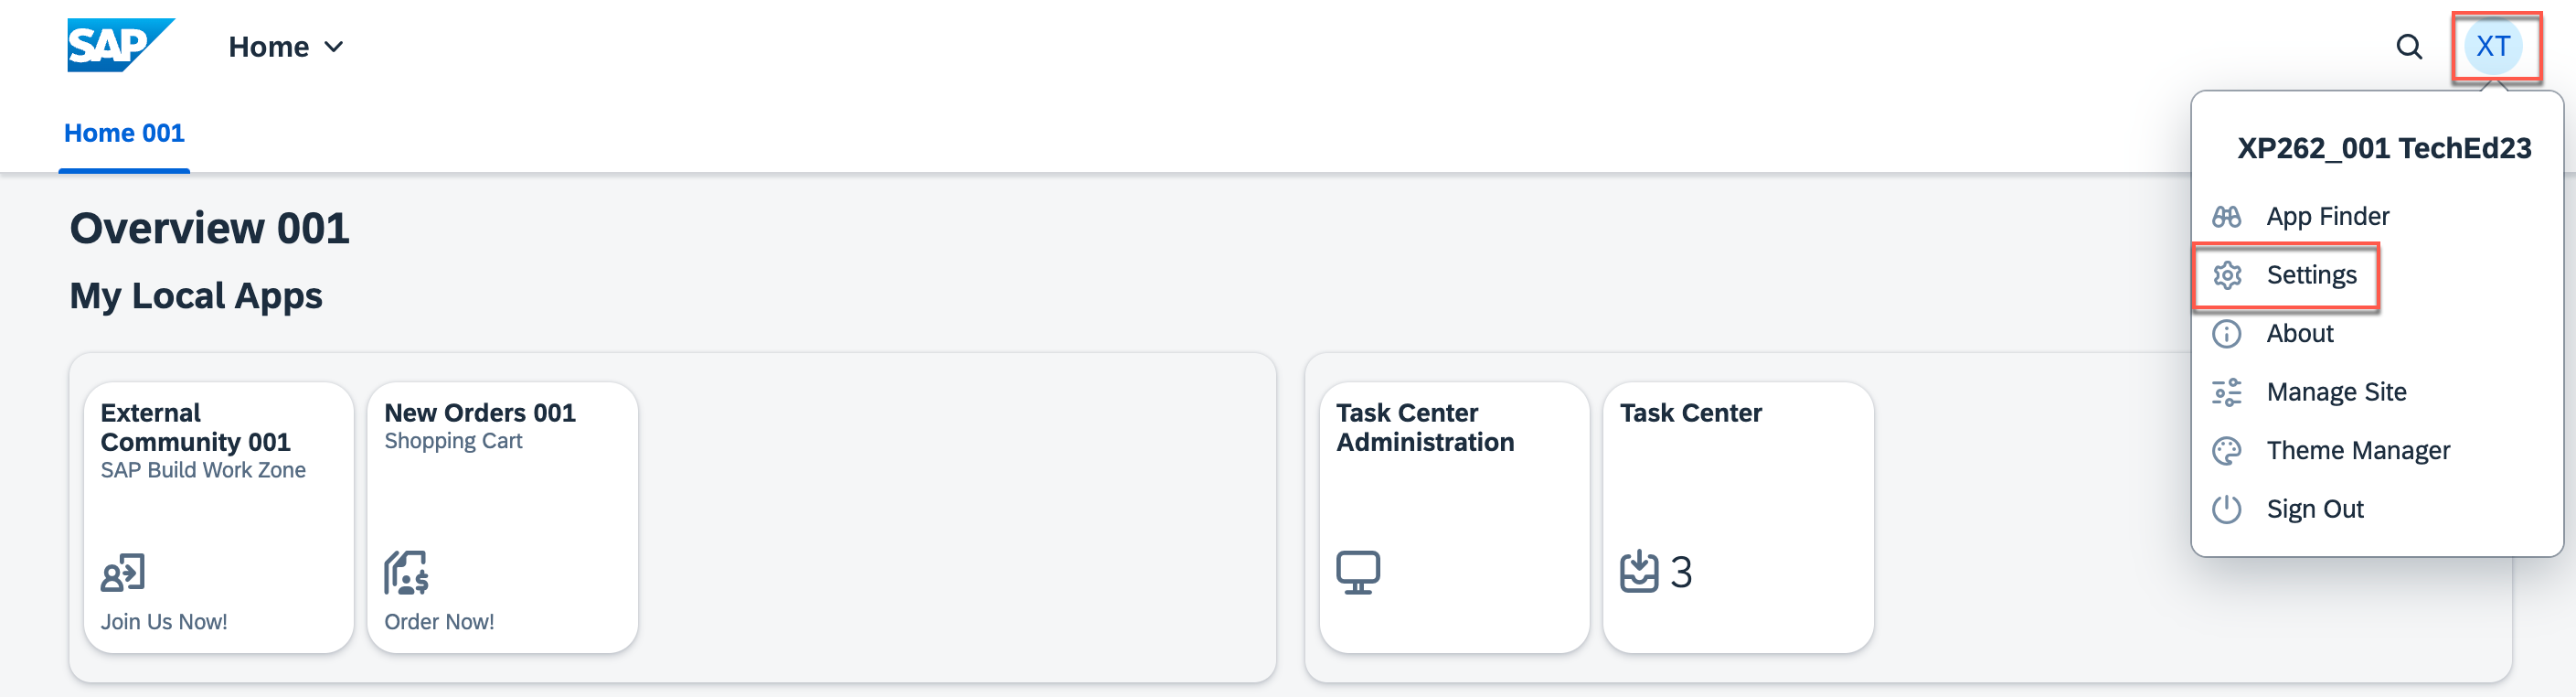 SAP
Home
XT
Home 001
XP262_001 TechEd23
App Finder
Settings
About
Manage Site
Theme Manager
Sign Out
Overview 001
My Local Apps
External
Community 001
SAP Build Work Zone
Join Us Now!
New Orders 001
Shopping Cart
Order Now!
Task Center
Administration
Task Center
3